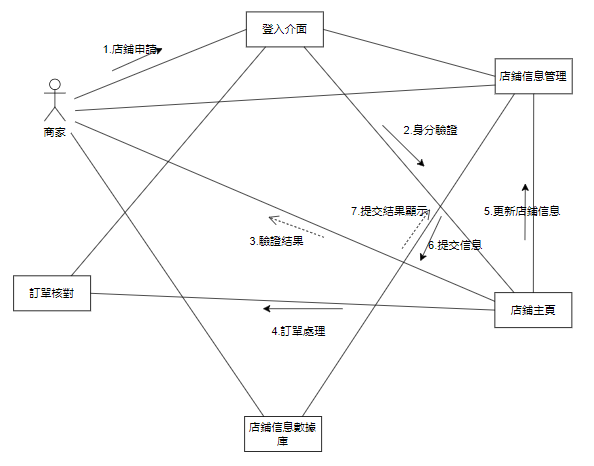 登入介面
1.店鋪申請
店鋪信息管理
商家
2.身分驗證
7.提交結果顯示
5.更新店鋪信息
3.驗證結果
6.提交信息
訂單核對
店鋪主頁
4.訂單處理
店鋪信息數據
庫